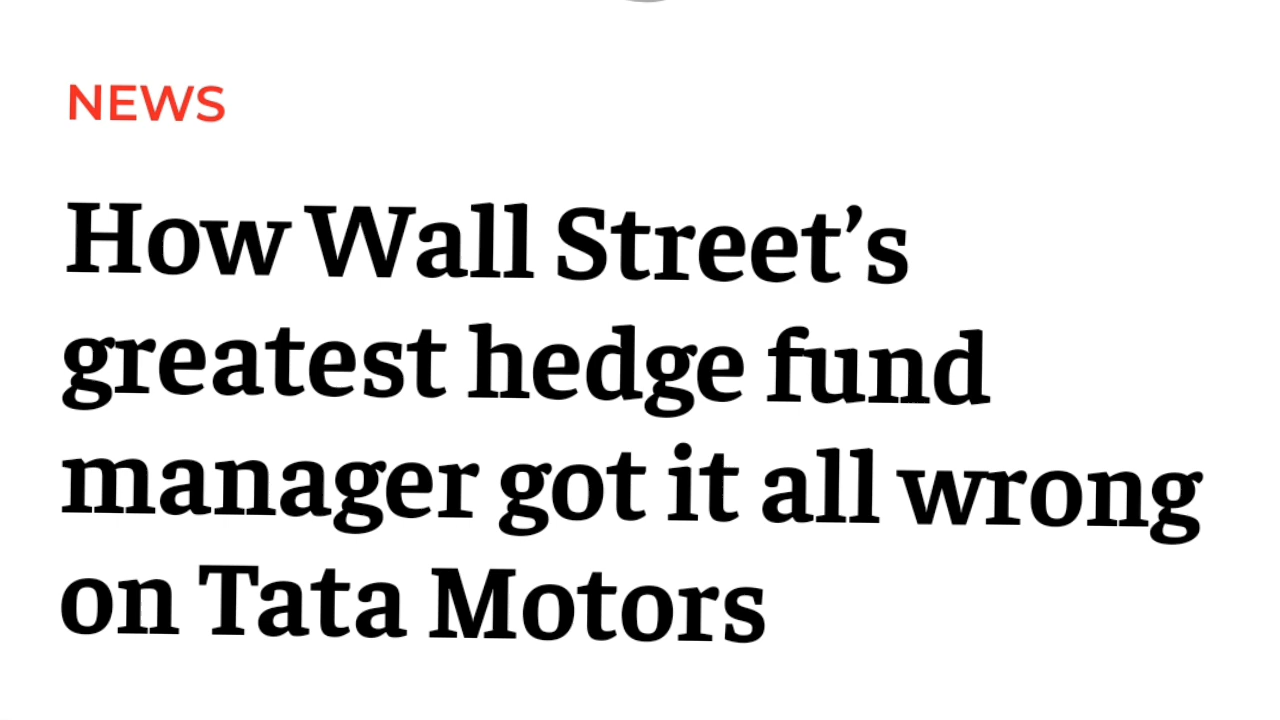 NEWS
How Wall Street’s
greatest hedge fund
manager got it all wrong
on Tata Motors